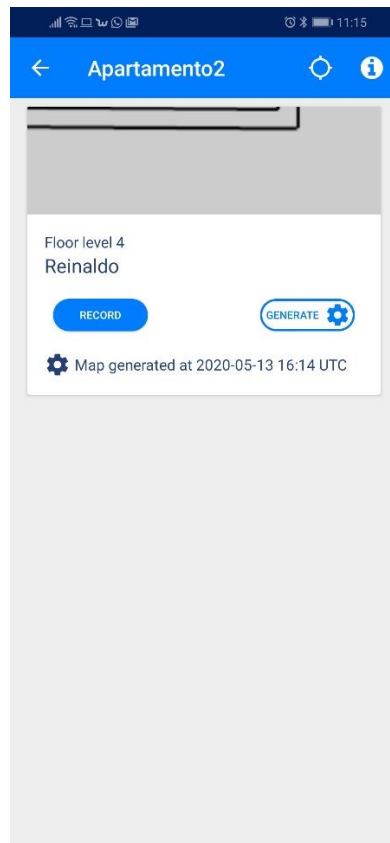 11:15
Apartamento2
Floor level 4
Reinaldo
RECORD
GENERATE
Map generated at 2020-05-13 16:14 UTC